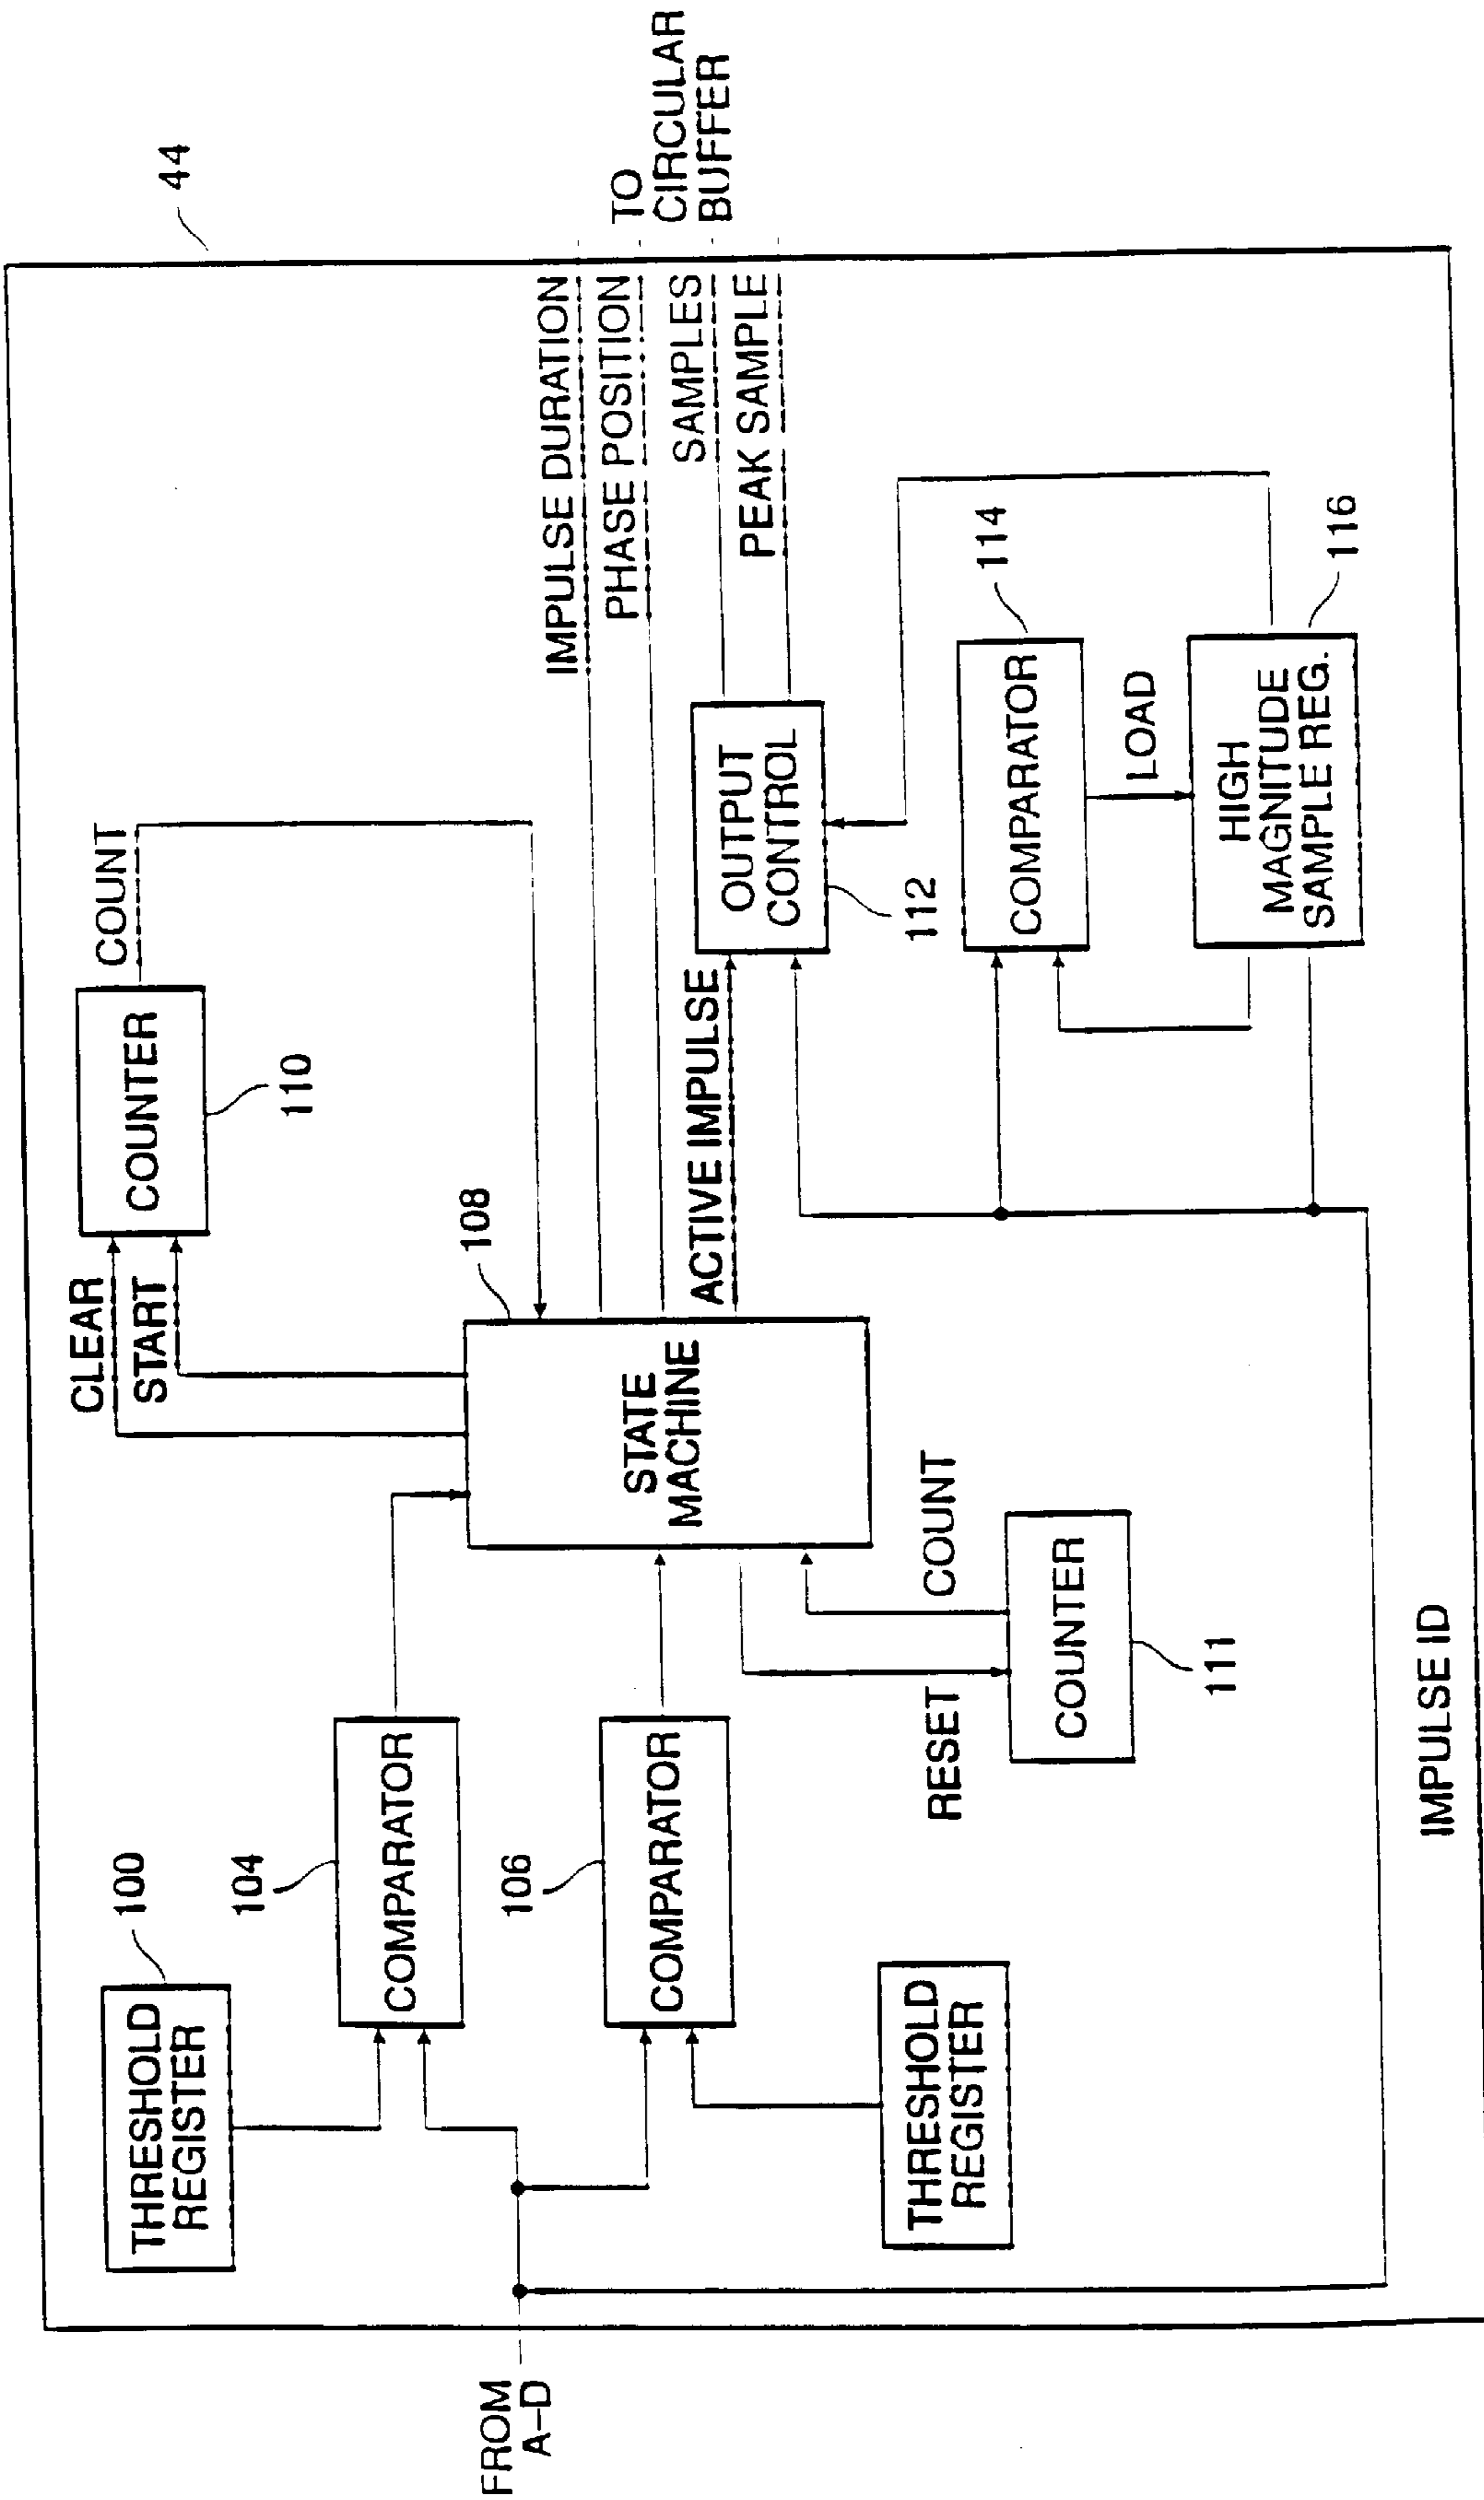 44
CLEAR
START
COUNTER
110
COUNT
THRESHOLD
REGISTER
100
104
COMPARATOR
106
COMPARATOR
108
STATE
MACHINE
IMPULSE DURATION
PHASE POSITION
SAMPLES
PEAK SAMPLE
TO
CIRCULAR
BUFFER
FROM
A-D
ACTIVE IMPULSE
OUTPUT
CONTROL
112
THRESHOLD
REGISTER
RESET
COUNT
COUNTER
111
COMPARATOR
114
LOAD
HIGH
MAGNITUDE
SAMPLE REG.
116
IMPULSE ID